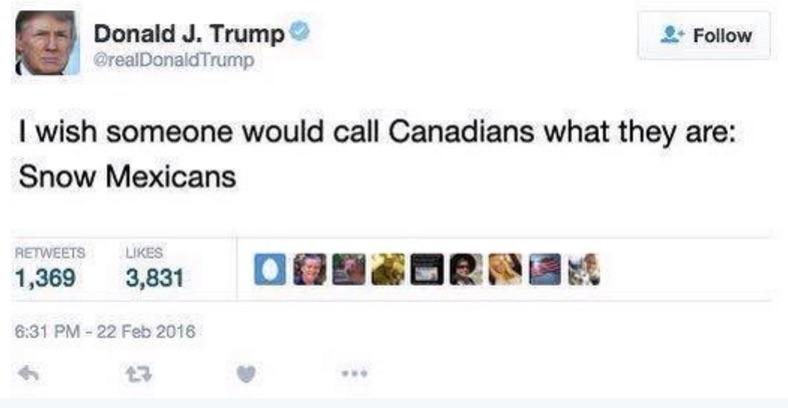 Donald J. Trump
@realDonaldTrump
Follow
I wish someone would call Canadians what they are:
Snow Mexicans
RETWEETS LIKES
1,369 3,831
6:31 PM - 22 Feb 2016